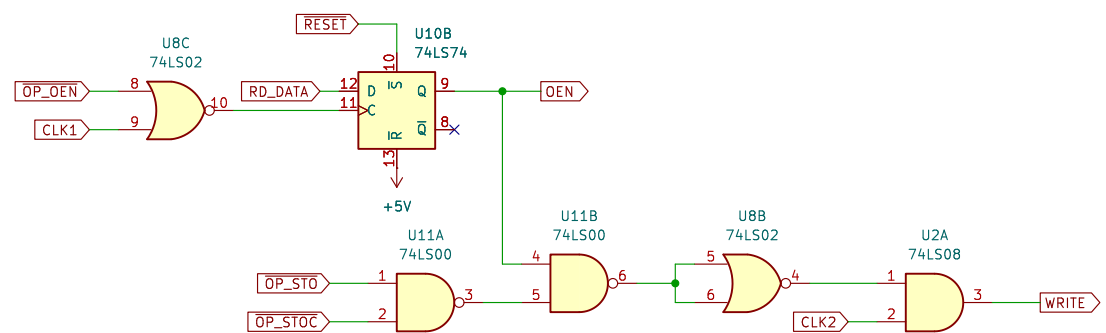 RESET
U10B
74LS74
U8C
74LS02
10
OP_OEN
8
10
RD_DATA
12
D
S
Q
9
OEN
11
C
CLK1
9
Q
8
R
13
+5V
U11A
74LS00
U11B
74LS00
U8B
74LS02
U2A
74LS08
4
5
OP_STO
1
6
4
1
3
5
6
3
WRITE
OP_STOC
2
CLK2
2